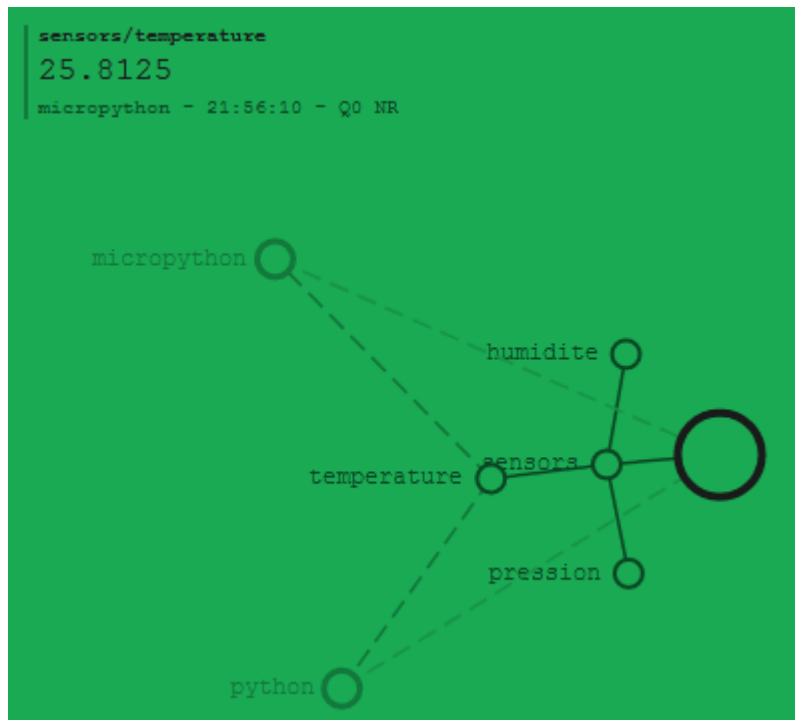 sensors/temperature
25.8125
micropython - 21:56:10 - Q0 NR
micropython
humidite
sensors
temperature
pression
python